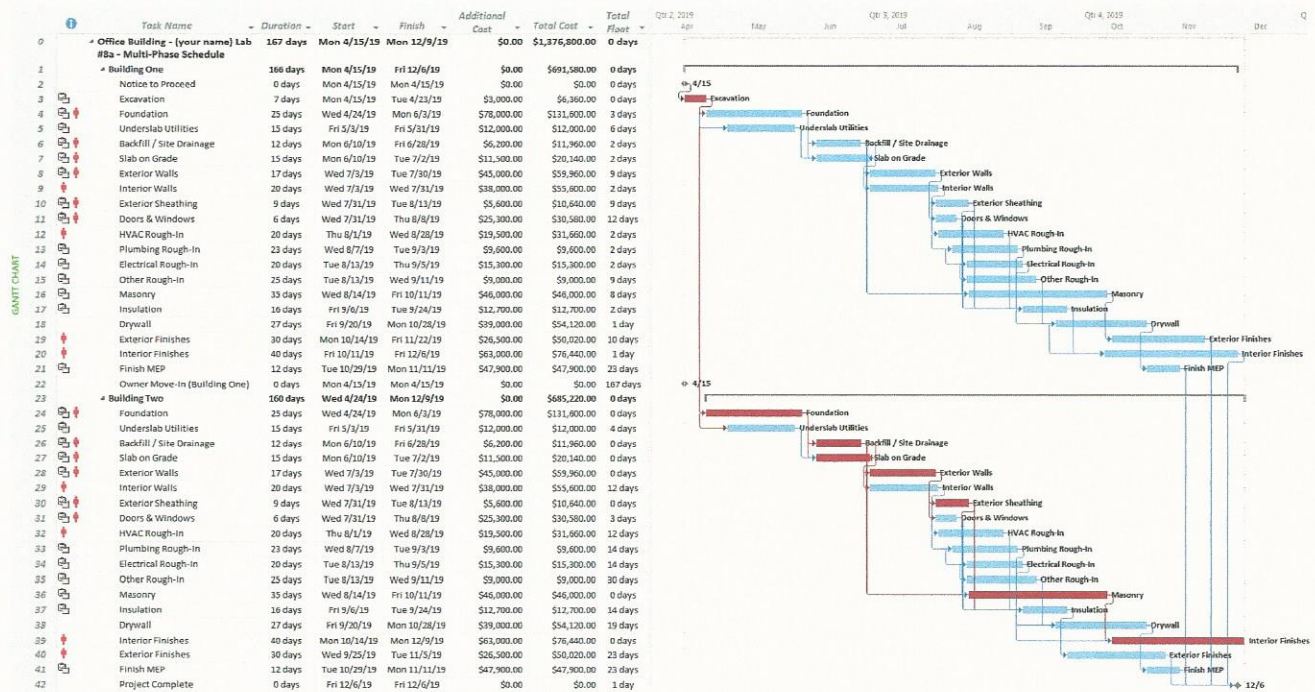 Task Name Duration Start Finish Additional Cost Total Cost Total Float
Qtr 2, 2019 Qtr 3, 2019 Qtr 4, 2019 Q
Apr May Jun Jul Aug Sep Oct Nov Dec
GANTT CHART
0 Office Building - (your name) Lab #8a - Multi-Phase Schedule 167 days Mon 4/15/19 Mon 12/9/19 $0.00 $1,376,800.00 0 days
1 Building One 166 days Mon 4/15/19 Fri 12/6/19 $0.00 $691,580.00 0 days
2 Notice to Proceed 0 days Mon 4/15/19 Mon 4/15/19 $0.00 $0.00 0 days 4/15
3 Excavation 7 days Mon 4/15/19 Tue 4/23/19 $3,000.00 $6,360.00 0 days Excavation
4 Foundation 25 days Wed 4/24/19 Mon 6/3/19 $78,000.00 $131,600.00 3 days Foundation
5 Underslab Utilities 15 days Fri 5/3/19 Fri 5/31/19 $12,000.00 $12,000.00 6 days Underslab Utilities
6 Backfill / Site Drainage 12 days Mon 6/10/19 Fri 6/28/19 $6,200.00 $11,960.00 2 days Backfill / Site Drainage
7 Slab on Grade 15 days Mon 6/10/19 Tue 7/2/19 $11,500.00 $20,140.00 2 days Slab on Grade
8 Exterior Walls 17 days Wed 7/3/19 Tue 7/30/19 $45,000.00 $59,960.00 9 days Exterior Walls
9 Interior Walls 20 days Wed 7/3/19 Wed 7/31/19 $38,000.00 $55,600.00 2 days Interior Walls
10 Exterior Sheathing 9 days Wed 7/31/19 Tue 8/13/19 $5,600.00 $10,640.00 9 days Exterior Sheathing
11 Doors & Windows 6 days Wed 7/31/19 Thu 8/8/19 $25,300.00 $30,580.00 12 days Doors & Windows
12 HVAC Rough-In 20 days Thu 8/1/19 Wed 8/28/19 $19,500.00 $31,660.00 2 days HVAC Rough-In
13 Plumbing Rough-In 23 days Wed 8/7/19 Tue 9/3/19 $9,600.00 $9,600.00 2 days Plumbing Rough-In
14 Electrical Rough-In 20 days Tue 8/13/19 Thu 9/5/19 $15,300.00 $15,300.00 2 days Electrical Rough-In
15 Other Rough-In 25 days Tue 8/13/19 Wed 9/11/19 $9,000.00 $9,000.00 9 days Other Rough-In
16 Masonry 35 days Wed 8/14/19 Fri 10/11/19 $46,000.00 $46,000.00 8 days Masonry
17 Insulation 16 days Fri 9/6/19 Tue 9/24/19 $12,700.00 $12,700.00 2 days Insulation
18 Drywall 27 days Fri 9/20/19 Mon 10/28/19 $39,000.00 $54,120.00 1 day Drywall
19 Exterior Finishes 30 days Mon 10/14/19 Fri 11/22/19 $26,500.00 $50,020.00 10 days Exterior Finishes
20 Interior Finishes 40 days Fri 10/11/19 Fri 12/6/19 $63,000.00 $76,440.00 1 day Interior Finishes
21 Finish MEP 12 days Tue 10/29/19 Mon 11/11/19 $47,900.00 $47,900.00 23 days Finish MEP
22 Owner Move-In (Building One) 0 days Mon 4/15/19 Mon 4/15/19 $0.00 $0.00 167 days 4/15
23 Building Two 160 days Wed 4/24/19 Mon 12/9/19 $0.00 $685,220.00 0 days
24 Foundation 25 days Wed 4/24/19 Mon 6/3/19 $78,000.00 $131,600.00 0 days Foundation
25 Underslab Utilities 15 days Fri 5/3/19 Fri 5/31/19 $12,000.00 $12,000.00 4 days Underslab Utilities
26 Backfill / Site Drainage 12 days Mon 6/10/19 Fri 6/28/19 $6,200.00 $11,960.00 0 days Backfill / Site Drainage
27 Slab on Grade 15 days Mon 6/10/19 Tue 7/2/19 $11,500.00 $20,140.00 0 days Slab on Grade
28 Exterior Walls 17 days Wed 7/3/19 Tue 7/30/19 $45,000.00 $59,960.00 0 days Exterior Walls
29 Interior Walls 20 days Wed 7/3/19 Wed 7/31/19 $38,000.00 $55,600.00 12 days Interior Walls
30 Exterior Sheathing 9 days Wed 7/31/19 Tue 8/13/19 $5,600.00 $10,640.00 0 days Exterior Sheathing
31 Doors & Windows 6 days Wed 7/31/19 Thu 8/8/19 $25,300.00 $30,580.00 3 days Doors & Windows
32 HVAC Rough-In 20 days Thu 8/1/19 Wed 8/28/19 $19,500.00 $31,660.00 12 days HVAC Rough-In
33 Plumbing Rough-In 23 days Wed 8/7/19 Tue 9/3/19 $9,600.00 $9,600.00 14 days Plumbing Rough-In
34 Electrical Rough-In 20 days Tue 8/13/19 Thu 9/5/19 $15,300.00 $15,300.00 14 days Electrical Rough-In
35 Other Rough-In 25 days Tue 8/13/19 Wed 9/11/19 $9,000.00 $9,000.00 30 days Other Rough-In
36 Masonry 35 days Wed 8/14/19 Fri 10/11/19 $46,000.00 $46,000.00 0 days Masonry
37 Insulation 16 days Fri 9/6/19 Tue 9/24/19 $12,700.00 $12,700.00 14 days Insulation
38 Drywall 27 days Fri 9/20/19 Mon 10/28/19 $39,000.00 $54,120.00 19 days Drywall
39 Interior Finishes 40 days Mon 10/14/19 Mon 12/9/19 $63,000.00 $76,440.00 0 days Interior Finishes
40 Exterior Finishes 30 days Wed 9/25/19 Tue 11/5/19 $26,500.00 $50,020.00 23 days Exterior Finishes
41 Finish MEP 12 days Tue 10/29/19 Mon 11/11/19 $47,900.00 $47,900.00 23 days Finish MEP
42 Project Complete 0 days Fri 12/6/19 Fri 12/6/19 $0.00 $0.00 1 day 12/6